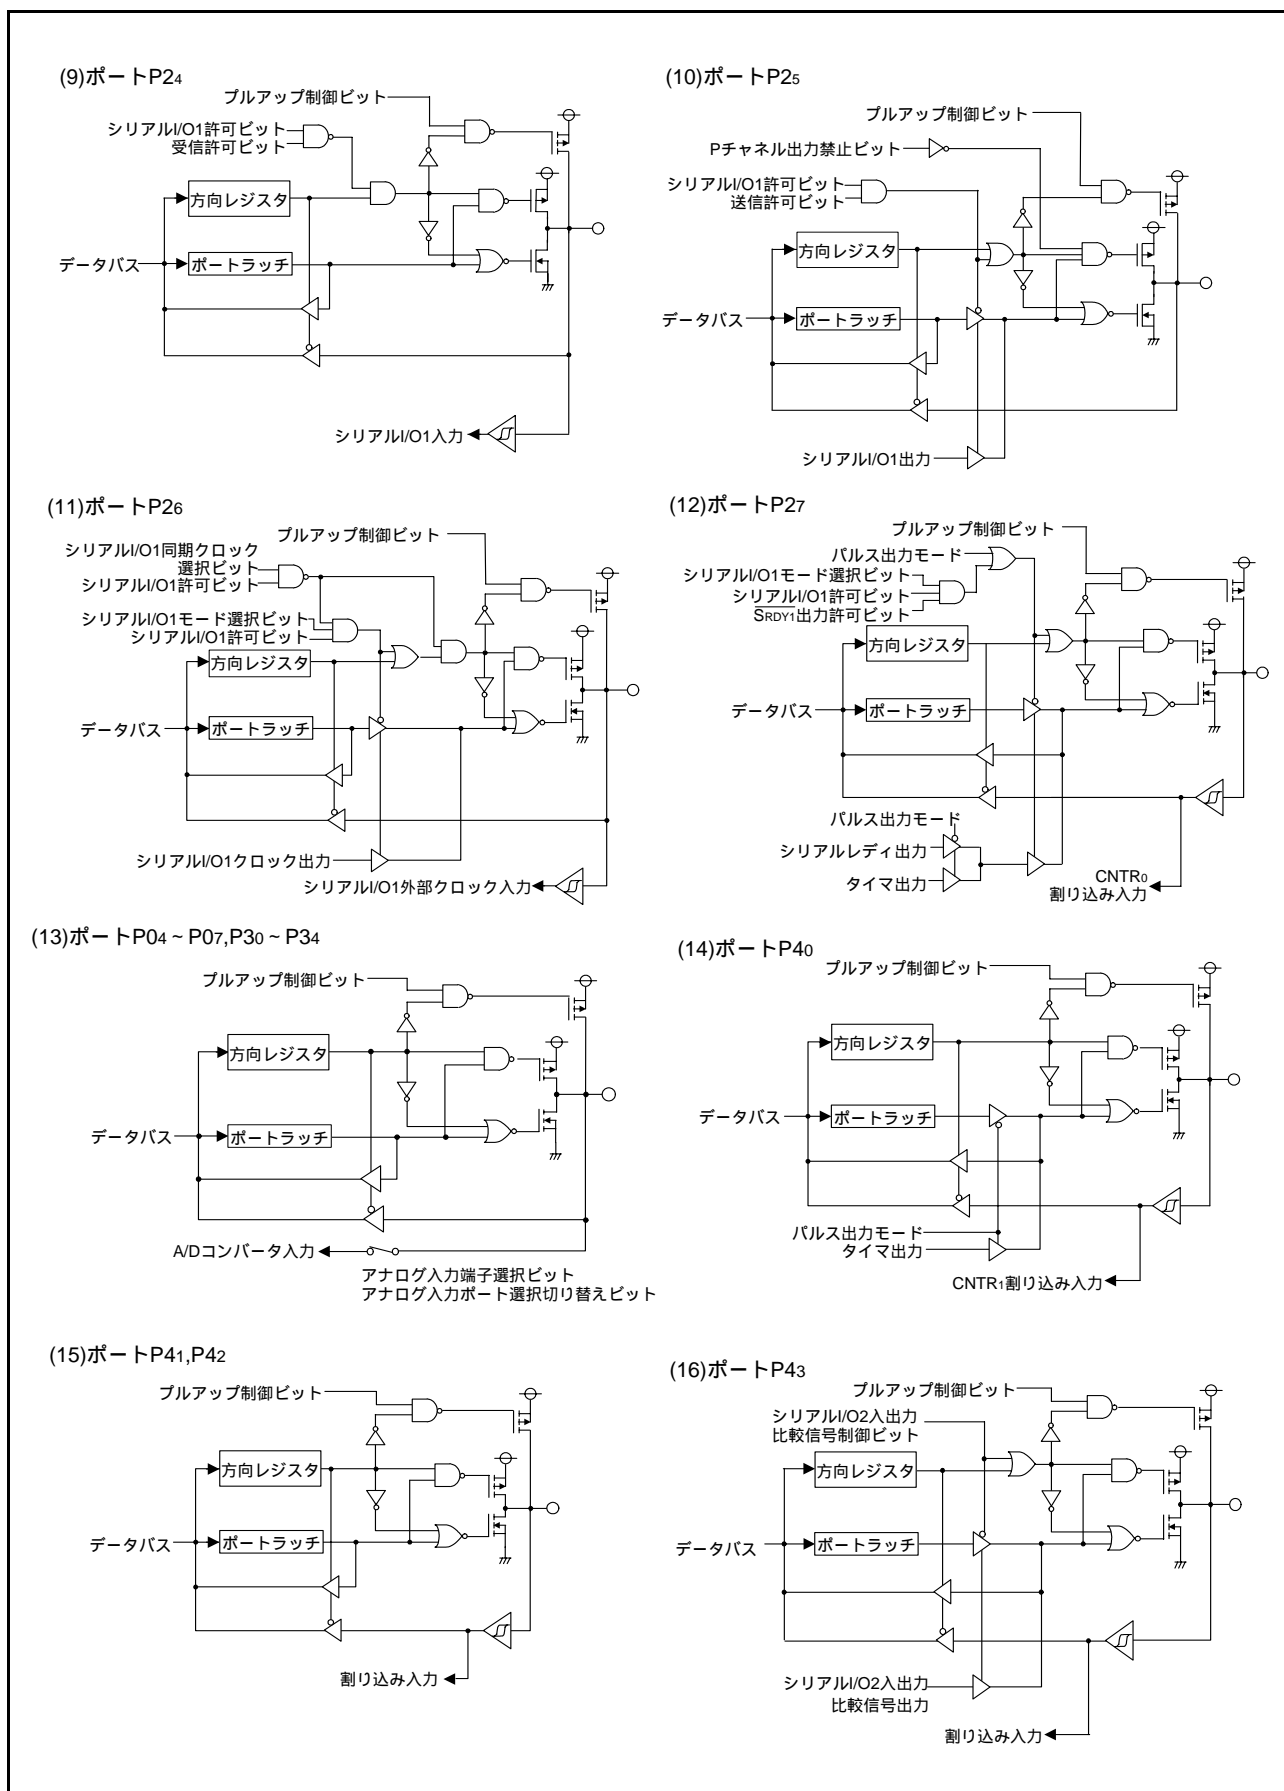 (9)ポートP24
プルアップ制御ビット
シリアルI/O1許可ビット
受信許可ビット
方向レジスタ
データバス
ポートラッチ
シリアルI/O1入力
(10)ポートP25
プルアップ制御ビット
Pチャネル出力禁止ビット
シリアルI/O1許可ビット
送信許可ビット
方向レジスタ
データバス
ポートラッチ
シリアルI/O1出力
(11)ポートP26
プルアップ制御ビット
シリアルI/O1同期クロック
選択ビット
シリアルI/O1許可ビット
シリアルI/O1モード選択ビット
シリアルI/O1許可ビット
方向レジスタ
データバス
ポートラッチ
シリアルI/O1クロック出力
シリアルI/O1外部クロック入力
(12)ポートP27
プルアップ制御ビット
パルス出力モード
シリアルI/O1モード選択ビット
シリアルI/O1許可ビット
SRDY1出力許可ビット
方向レジスタ
データバス
ポートラッチ
パルス出力モード
シリアルレディ出力
タイマ出力
CNTR0
割り込み入力
(13)ポートP04 ~ P07,P30 ~ P34
プルアップ制御ビット
方向レジスタ
データバス
ポートラッチ
A/Dコンバータ入力
アナログ入力端子選択ビット
アナログ入力ポート選択切り替えビット
(14)ポートP40
プルアップ制御ビット
方向レジスタ
データバス
ポートラッチ
パルス出力モード
タイマ出力
CNTR1割り込み入力
(15)ポートP41,P42
プルアップ制御ビット
方向レジスタ
データバス
ポートラッチ
割り込み入力
(16)ポートP43
プルアップ制御ビット
シリアルI/O2入出力
比較信号制御ビット
方向レジスタ
データバス
ポートラッチ
シリアルI/O2入出力
比較信号出力
割り込み入力